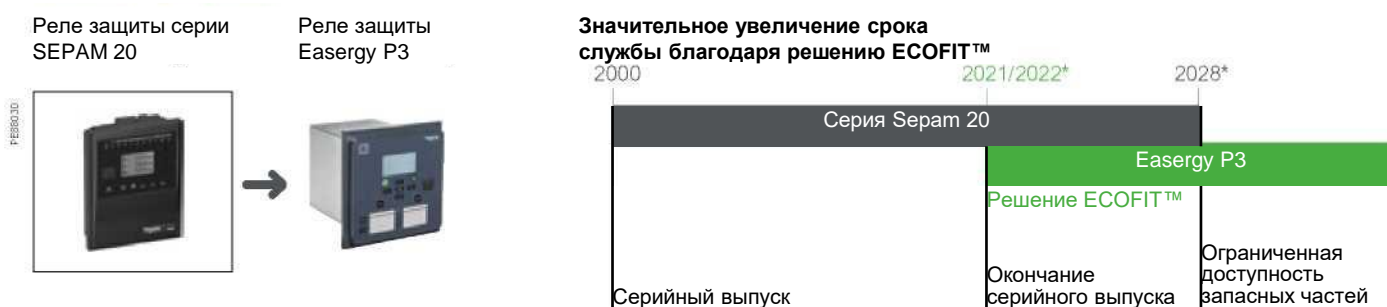 Реле защиты серии
SEPAM 20
Реле защиты
Easergy P3
PE88030
Значительное увеличение срока
службы благодаря решению ECOFIT™
2000
2021/2022*
2028*
Серия Sepam 20
Easergy P3
Решение ECOFIT™
Серийный выпуск
Окончание
серийного выпуска
Ограниченная
доступность
запасных частей